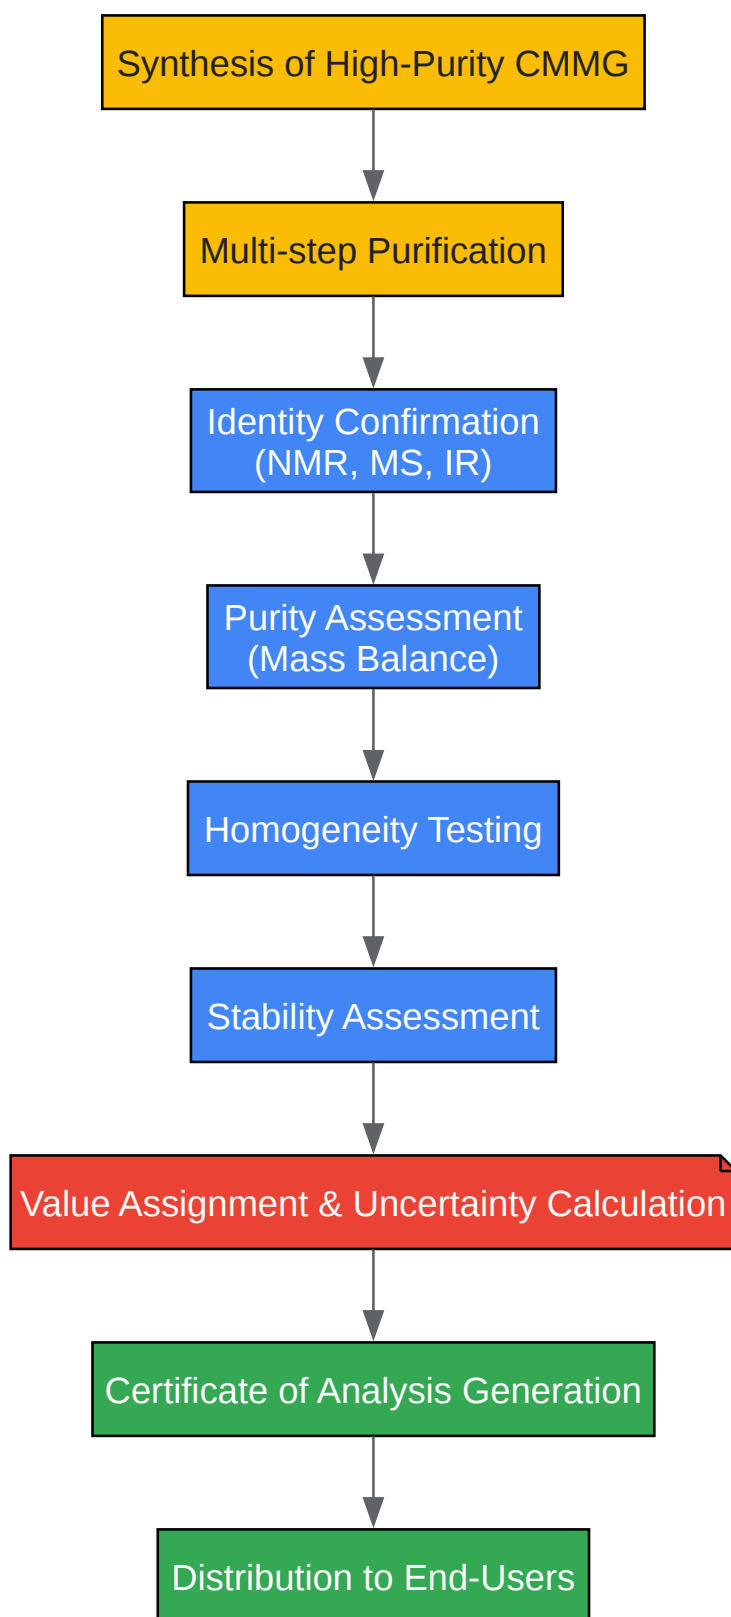 Synthesis of High-Purity CMMG
Multi-step Purification
Identity Confirmation
(NMR, MS, IR)
Purity Assessment
(Mass Balance)
Homogeneity Testing
Stability Assessment
Value Assignment & Uncertainty Calculation
Certificate of Analysis Generation
Distribution to End-Users